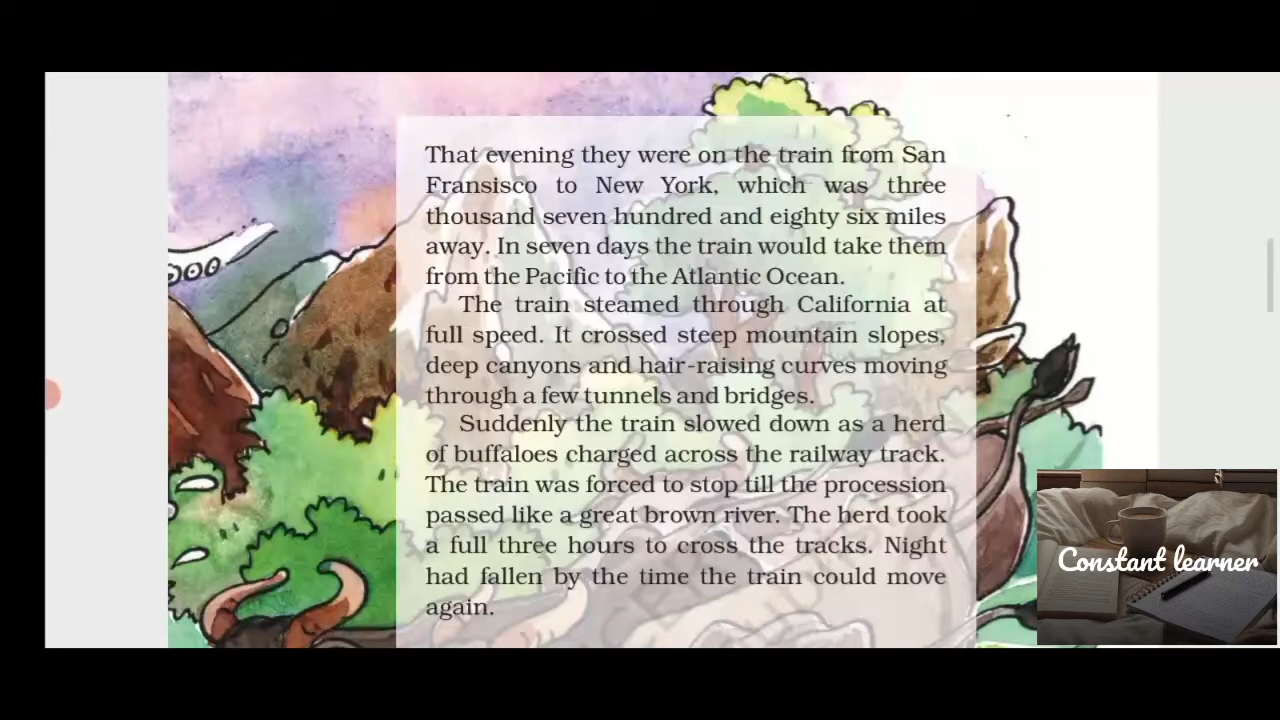 That evening they were on the train from San
Fransisco to New York, which was three
thousand seven hundred and eighty six miles
away. In seven days the train would take them
from the Pacific to the Atlantic Ocean.
The train steamed through California at
full speed. It crossed steep mountain slopes,
deep canyons and hair-raising curves moving
through a few tunnels and bridges.
Suddenly the train slowed down as a herd
of buffaloes charged across the railway track.
The train was forced to stop till the procession
passed like a great brown river. The herd took
a full three hours to cross the tracks. Night
had fallen by the time the train could move
again.
Constant learner